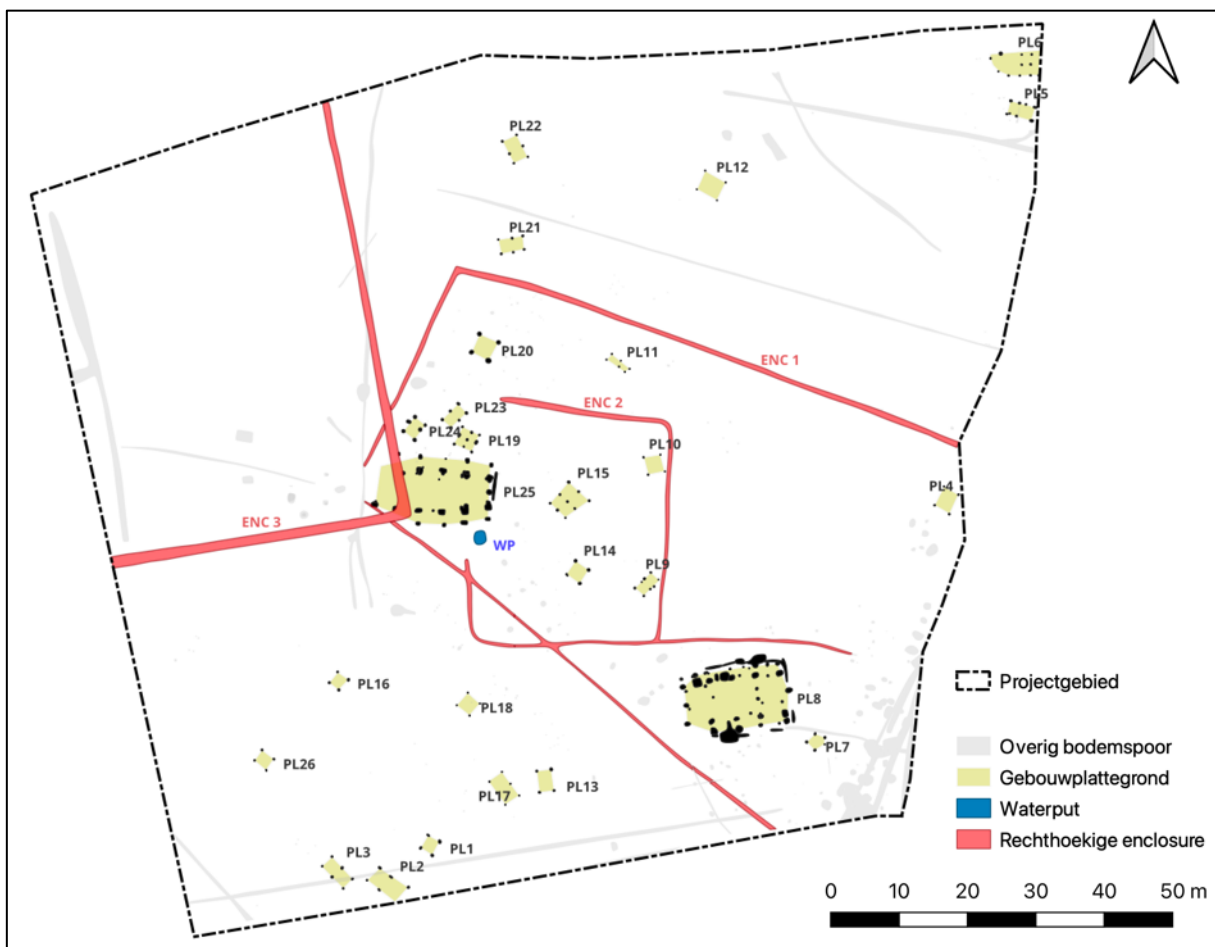 PL6
PL5
PL22
PL12
PL21
PL20
PL11
ENC 1
ENC 2
PL23
PL24
PL19
PL10
PL15
PL25
PL4
ENC 3
WP
PL14
PL9
PL16
PL18
PL8
PL7
PL26
PL17
PL13
PL3
PL1
PL2
Projectgebied
Overig bodemspoor
Gebouwplattegrond
Waterput
Rechthoekige enclosure
0 10 20 30 40 50 m